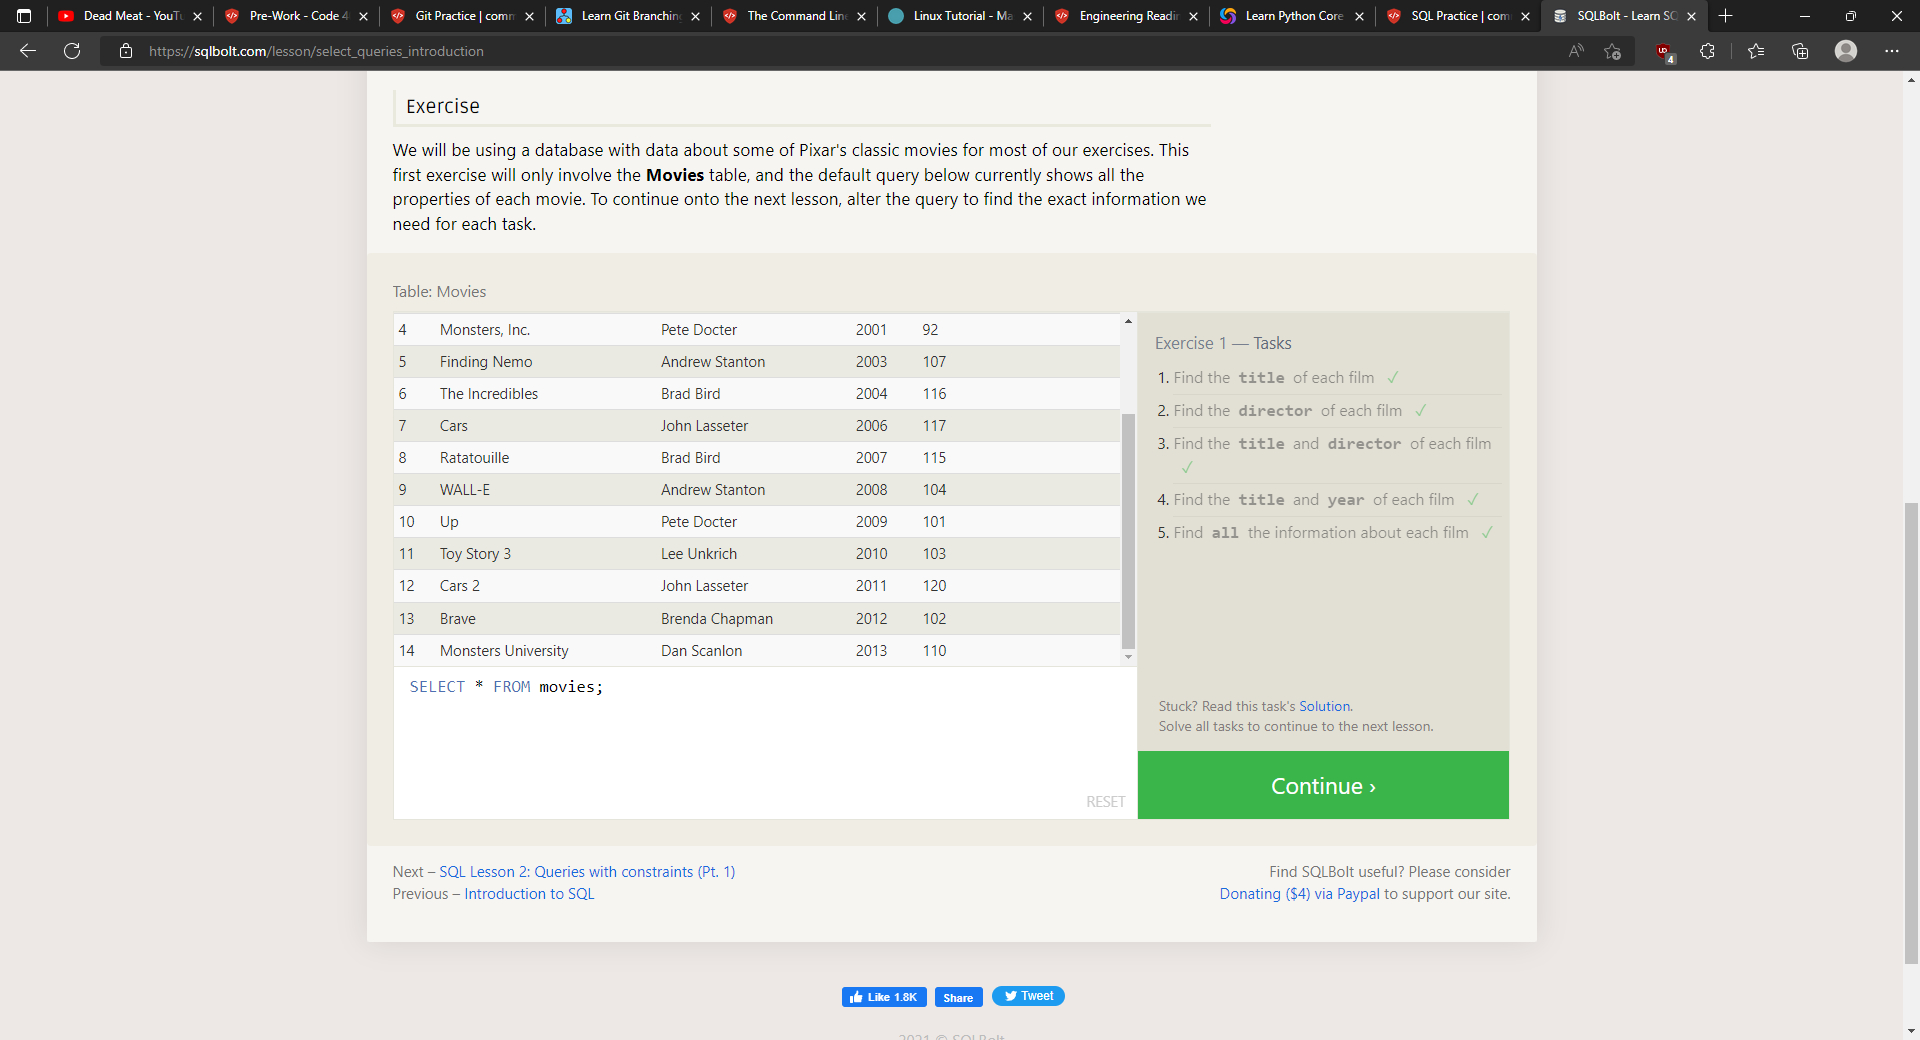 Dead Meat - YouTu
Pre-Work - Code 4
Git Practice | comm
Learn Git Branchin
The Command Line
Linux Tutorial - Ma
Engineering Readin
Learn Python Core
SQL Practice | com
SQLBolt - Learn SQ
https://sqlbolt.com/lesson/select_queries_introduction
4
Exercise
We will be using a database with data about some of Pixar's classic movies for most of our exercises. This
first exercise will only involve the Movies table, and the default query below currently shows all the
properties of each movie. To continue onto the next lesson, alter the query to find the exact information we
need for each task.
Table: Movies
4 Monsters, Inc. Pete Docter 2001 92
5 Finding Nemo Andrew Stanton 2003 107
6 The Incredibles Brad Bird 2004 116
7 Cars John Lasseter 2006 117
8 Ratatouille Brad Bird 2007 115
9 WALL-E Andrew Stanton 2008 104
10 Up Pete Docter 2009 101
11 Toy Story 3 Lee Unkrich 2010 103
12 Cars 2 John Lasseter 2011 120
13 Brave Brenda Chapman 2012 102
14 Monsters University Dan Scanlon 2013 110
SELECT * FROM movies;
RESET
Exercise 1 — Tasks
1. Find the title of each film ✓
2. Find the director of each film ✓
3. Find the title and director of each film
✓
4. Find the title and year of each film ✓
5. Find all the information about each film ✓
Stuck? Read this task's Solution.
Solve all tasks to continue to the next lesson.
Continue ›
Next – SQL Lesson 2: Queries with constraints (Pt. 1)
Previous – Introduction to SQL
Find SQLBolt useful? Please consider
Donating ($4) via Paypal to support our site.
Like 1.8K
Share
Tweet
2021 © SQLBolt